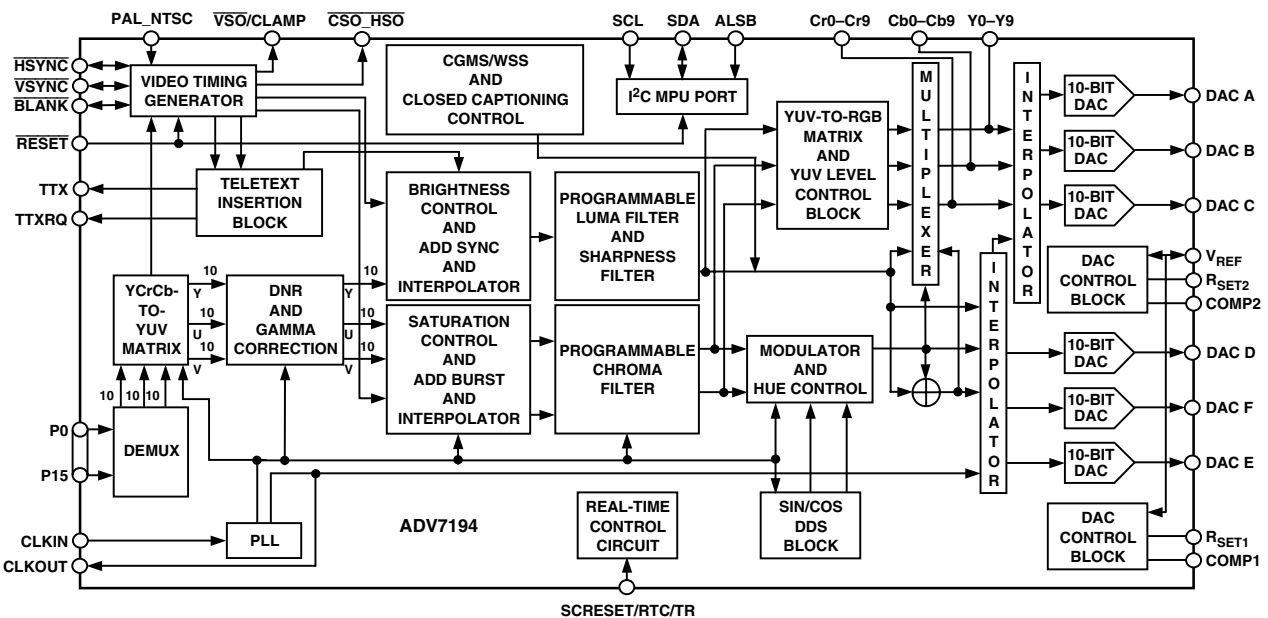 PAL_NTSC
VSO/CLAMP
CSO_HSO
SCL
SDA
ALSB
Cr0–Cr9
Cb0–Cb9
Y0–Y9
HSYNC
VSYNC
BLANK
RESET
TTX
TTXRQ
P0
P15
CLKIN
CLKOUT
VIDEO TIMING
GENERATOR
CGMS/WSS
AND
CLOSED CAPTIONING
CONTROL
I2C MPU PORT
TELETEXT
INSERTION
BLOCK
BRIGHTNESS
CONTROL
AND
ADD SYNC
AND
INTERPOLATOR
PROGRAMMABLE
LUMA FILTER
AND
SHARPNESS
FILTER
YUV-TO-RGB
MATRIX
AND
YUV LEVEL
CONTROL
BLOCK
MULTIPLEXER
INTERPOLATOR
10-BIT
DAC
DAC A
10-BIT
DAC
DAC B
10-BIT
DAC
DAC C
DAC
CONTROL
BLOCK
VREF
RSET2
COMP2
YCrCb-
TO-
YUV
MATRIX
10
Y
10
U
10
V
DNR
AND
GAMMA
CORRECTION
10
Y
10
U
10
V
SATURATION
CONTROL
AND
ADD BURST
AND
INTERPOLATOR
PROGRAMMABLE
CHROMA
FILTER
MODULATOR
AND
HUE CONTROL
INTERPOLATOR
10-BIT
DAC
DAC D
10-BIT
DAC
DAC F
10-BIT
DAC
DAC E
10
10
10
DEMUX
PLL
ADV7194
REAL-TIME
CONTROL
CIRCUIT
SIN/COS
DDS
BLOCK
DAC
CONTROL
BLOCK
RSET1
COMP1
SCRESET/RTC/TR